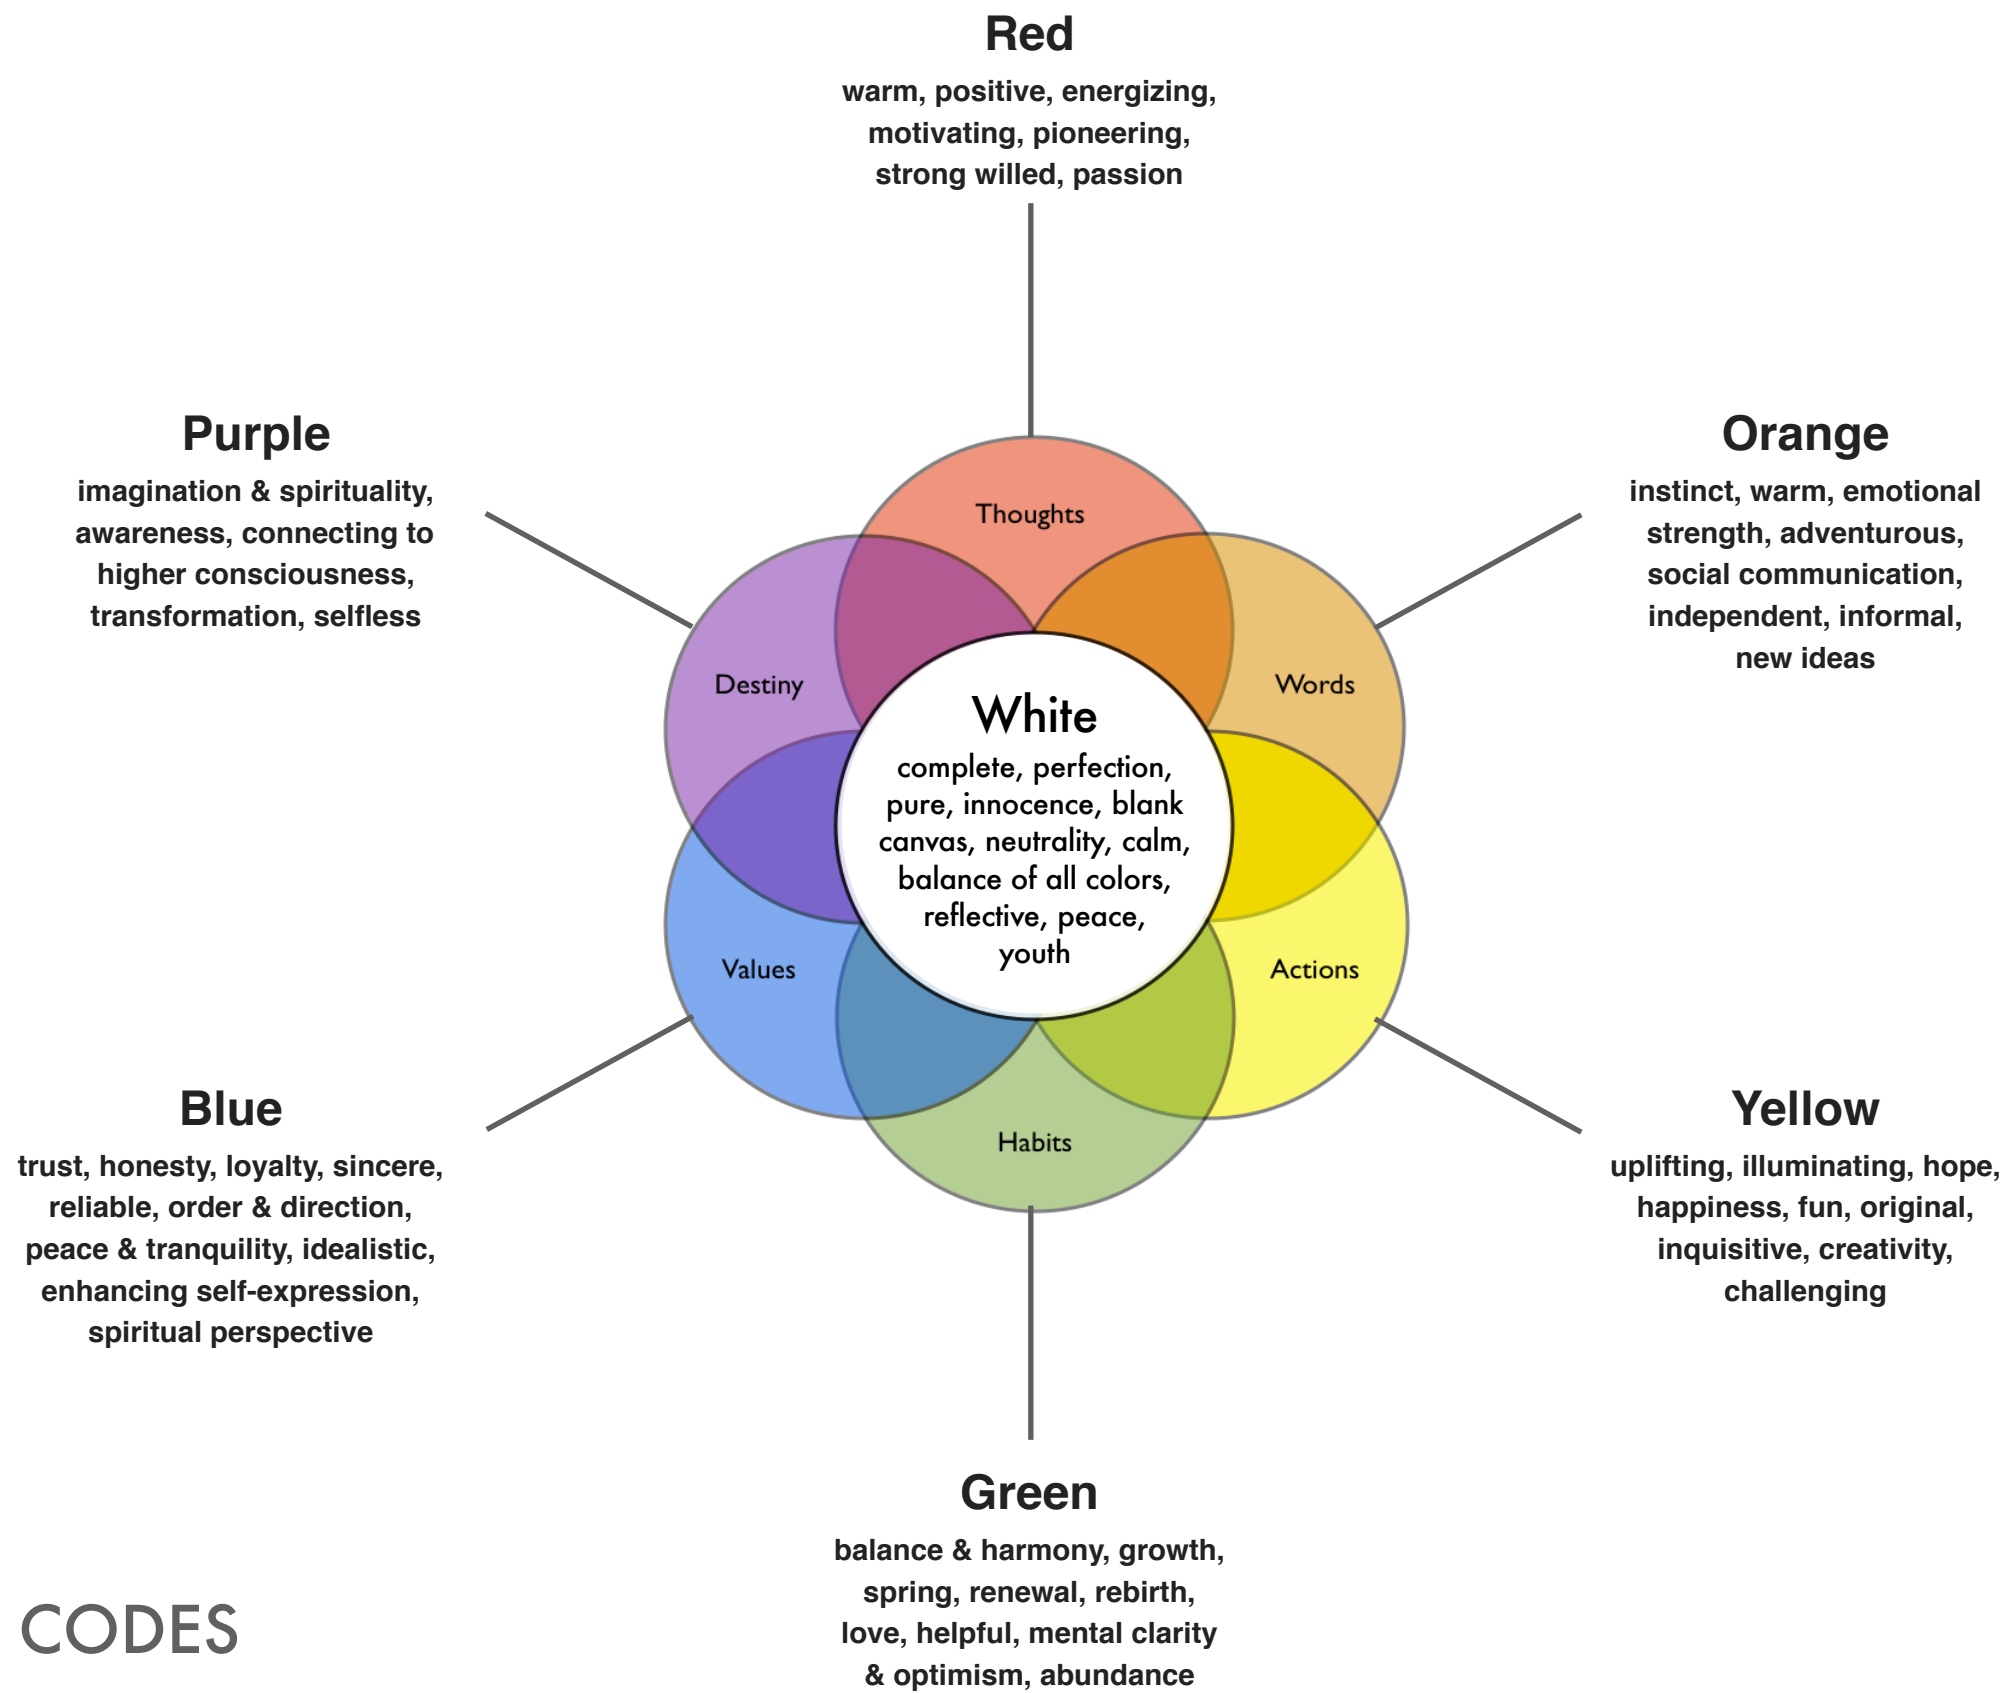 Red
warm, positive, energizing,
motivating, pioneering,
strong willed, passion
Purple
imagination & spirituality,
awareness, connecting to
higher consciousness,
transformation, selfless
Orange
instinct, warm, emotional
strength, adventurous,
social communication,
independent, informal,
new ideas
Thoughts
Destiny
Words
White
complete, perfection,
pure, innocence, blank
canvas, neutrality, calm,
balance of all colors,
reflective, peace,
youth
Values
Actions
Habits
Blue
trust, honesty, loyalty, sincere,
reliable, order & direction,
peace & tranquility, idealistic,
enhancing self-expression,
spiritual perspective
Yellow
uplifting, illuminating, hope,
happiness, fun, original,
inquisitive, creativity,
challenging
Green
balance & harmony, growth,
spring, renewal, rebirth,
love, helpful, mental clarity
& optimism, abundance
CODES